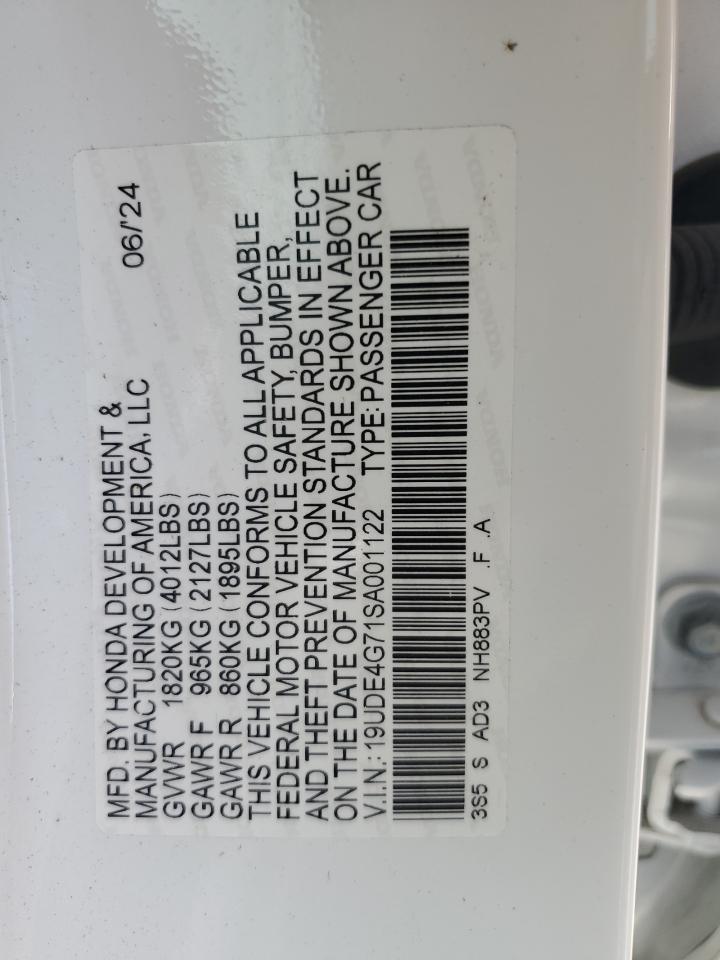 MFD. BY HONDA DEVELOPMENT & 06/'24
MANUFACTURING OF AMERICA, LLC
GVWR 1820KG (4012LBS)
GAWR F 965KG (2127LBS)
GAWR R 860KG (1895LBS)
THIS VEHICLE CONFORMS TO ALL APPLICABLE
FEDERAL MOTOR VEHICLE SAFETY, BUMPER,
AND THEFT PREVENTION STANDARDS IN EFFECT
ON THE DATE OF MANUFACTURE SHOWN ABOVE.
V.I.N.: 19UDE4G71SA001122 TYPE: PASSENGER CAR
3S5 S AD3 NH883PV .F .A